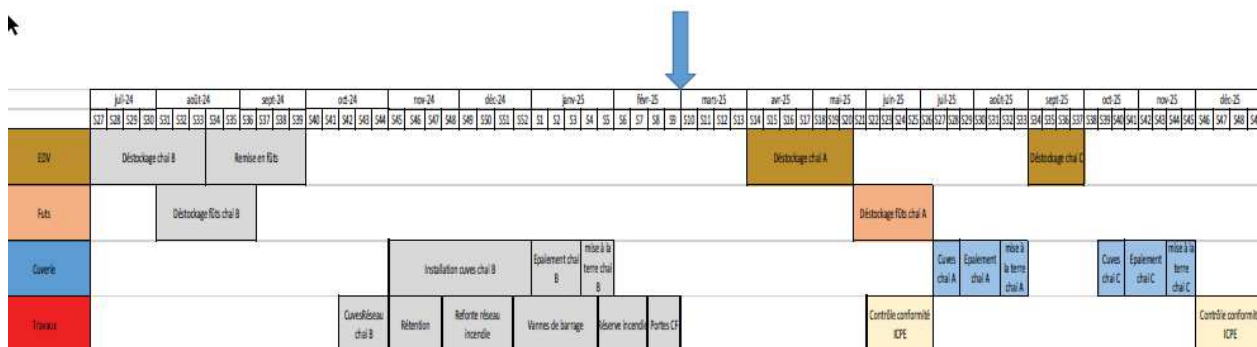 juil-24 août-24 sept-24 oct-24 nov-24 déc-24 janv-25 févr-25 mars-25 avr-25 mai-25 juin-25 juil-25 août-25 sept-25 oct-25 nov-25 déc-25
S27 S28 S29 S30 S31 S32 S33 S34 S35 S36 S37 S38 S39 S40 S41 S42 S43 S44 S45 S46 S47 S48 S49 S50 S51 S52 S1 S2 S3 S4 S5 S6 S7 S8 S9 S10 S11 S12 S13 S14 S15 S16 S17 S18 S19 S20 S21 S22 S23 S24 S25 S26 S27 S28 S29 S30 S31 S32 S33 S34 S35 S36 S37 S38 S39 S40 S41 S42 S43 S44 S45 S46 S47 S48
EDV
Déstockage chai B
Remise en fûts
Déstockage chai A
Déstockage chai C
Futs
Déstockage fûts chai B
Déstockage fûts chai A
Cuverie
Installation cuves chai B
Epalement chai
B
mise à la
terre chai
B
Cuves
chai A
Epalement
chai A
mise à
la terre
chai A
Cuves
chai C
Epalement
chai C
mise à la
terre
chai C
Travaux
CuvesRéseau
chai B
Rétention
Refonte réseau
incendie
Vannes de barrage
Réserve incendie
Portes CF
Contrôle conformité
ICPE
Contrôle conformité
ICPE